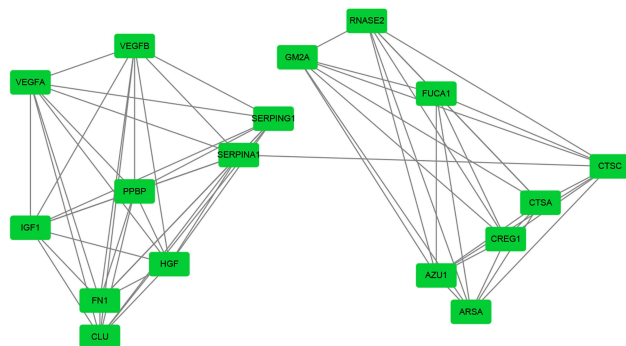 RNASE2
VEGFB
GM2A
VEGFA
FUCA1
SERPING1
SERPINA1
CTSC
PPBP
CTSA
IGF1
CREG1
HGF
AZU1
FN1
ARSA
CLU